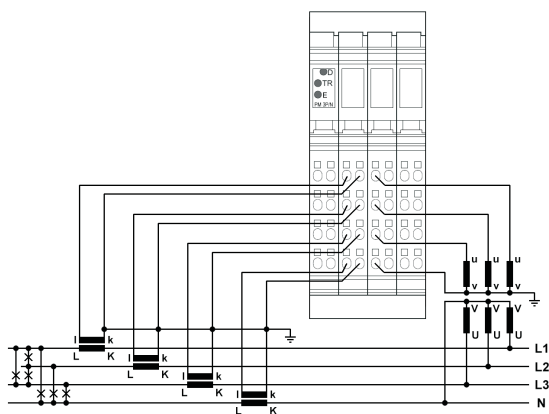 D
TR
E
PM 3P/N
u u u
v v v
V V V
U U U
l k
L K
L1
l k
L K
L2
l k
L K
L3
l k
L K
N